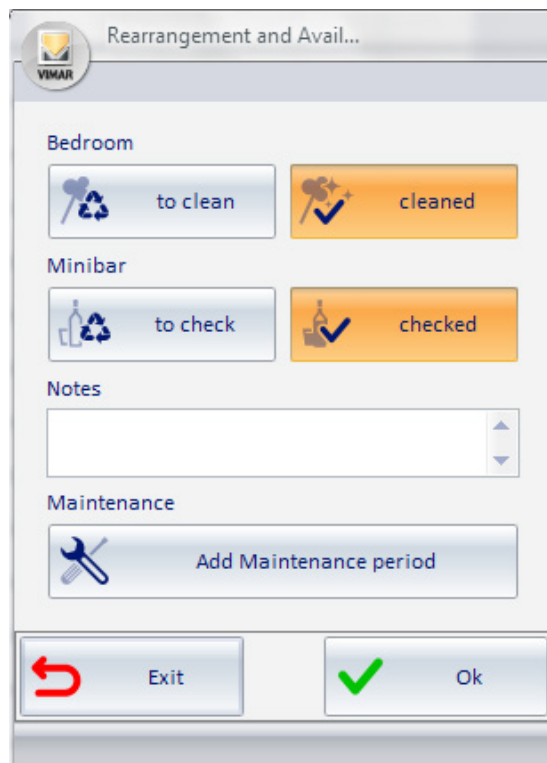 Rearrangement and Avail...
VIMAR
Bedroom
to clean
cleaned
Minibar
to check
checked
Notes
Maintenance
Add Maintenance period
Exit
Ok